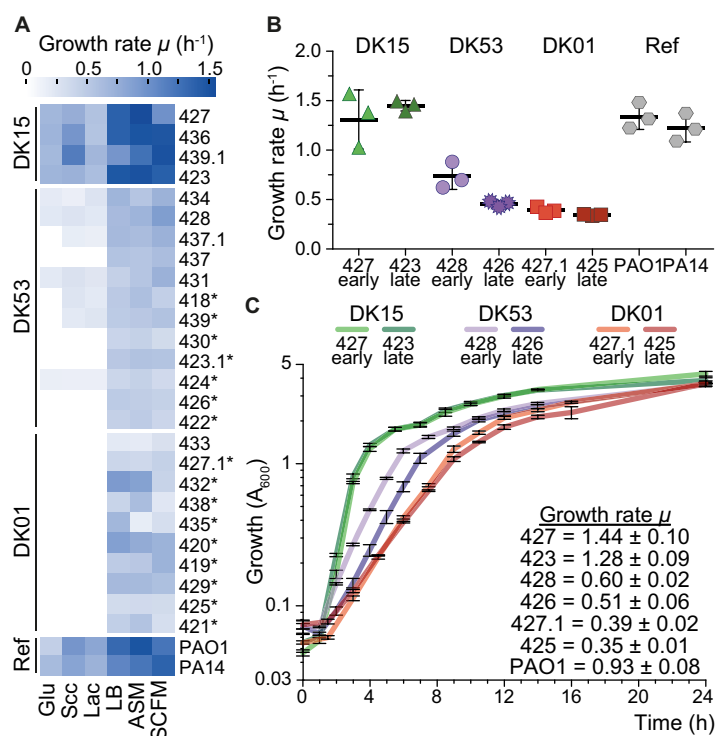 A
Growth rate μ (h⁻¹)
0 0.5 1.0 1.5
DK15
427
436
439.1
423
DK53
434
428
437.1
437
431
418*
439*
430*
423.1*
424*
426*
422*
DK01
433
427.1*
432*
438*
435*
420*
419*
429*
425*
421*
Ref
PAO1
PA14
Glu Scc Lac LB ASM SCFM
B
DK15 DK53 DK01 Ref
Growth rate μ (h⁻¹)
2.0
1.5
1.0
0.5
0.0
427 423 428 426 427.1 425 PAO1 PA14
early late early late early late
C
DK15 DK53 DK01
427 423 428 426 427.1 425
early late early late early late
Growth (A₆₀₀)
5
1
0.1
0.03
Growth rate μ
427 = 1.44 ± 0.10
423 = 1.28 ± 0.09
428 = 0.60 ± 0.02
426 = 0.51 ± 0.06
427.1 = 0.39 ± 0.02
425 = 0.35 ± 0.01
PAO1 = 0.93 ± 0.08
0 4 8 12 16 20 24
Time (h)